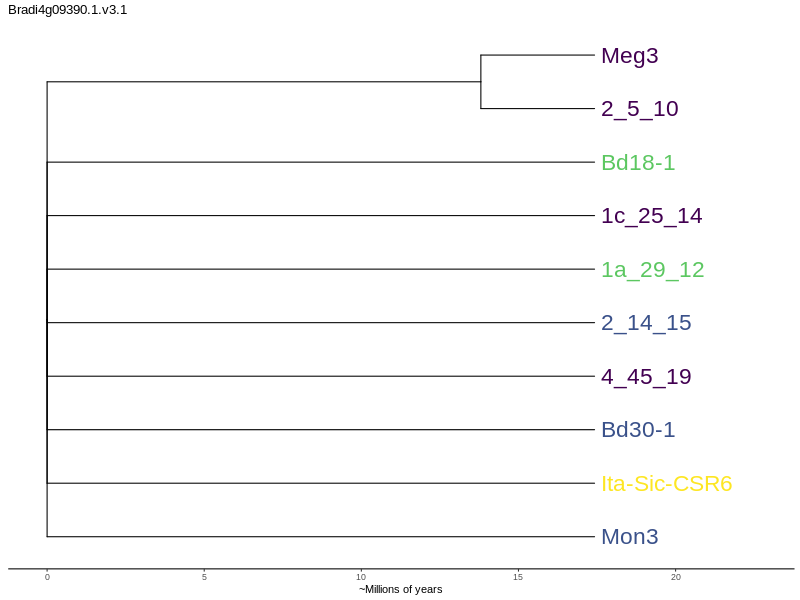 Bradi4g09390.1.v3.1
Meg3
2_5_10
Bd18-1
1c_25_14
1a_29_12
2_14_15
4_45_19
Bd30-1
Ita-Sic-CSR6
Mon3
0 5 10 15 20
~Millions of years